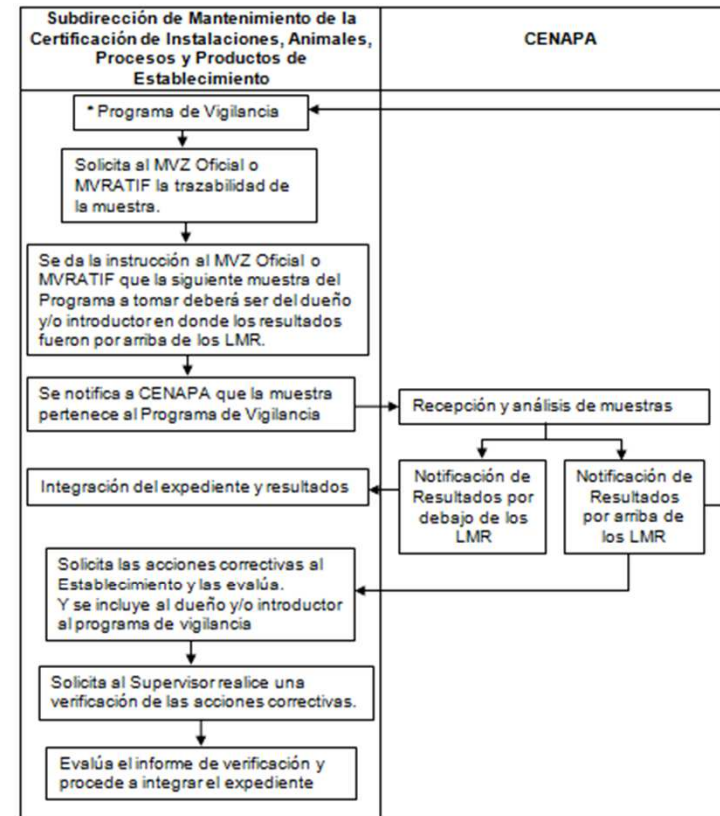 Subdirección de Mantenimiento de la
Certificación de Instalaciones, Animales,
Procesos y Productos de
Establecimiento
CENAPA
* Programa de Vigilancia
Solicita al MVZ Oficial o
MVRATIF la trazabilidad de
la muestra.
Se da la instrucción al MVZ Oficial o
MVRATIF que la siguiente muestra del
Programa a tomar deberá ser del dueño
y/o introductor en donde los resultados
fueron por arriba de los LMR.
Se notifica a CENAPA que la muestra
pertenece al Programa de Vigilancia
Recepción y análisis de muestras
Integración del expediente y resultados
Notificación de
Resultados por
debajo de los
LMR
Notificación de
Resultados
por arriba de
los LMR
Solicita las acciones correctivas al
Establecimiento y las evalúa.
Y se incluye al dueño y/o introductor
al programa de vigilancia
Solicita al Supervisor realice una
verificación de las acciones correctivas.
Evalúa el informe de verificación y
procede a integrar el expediente